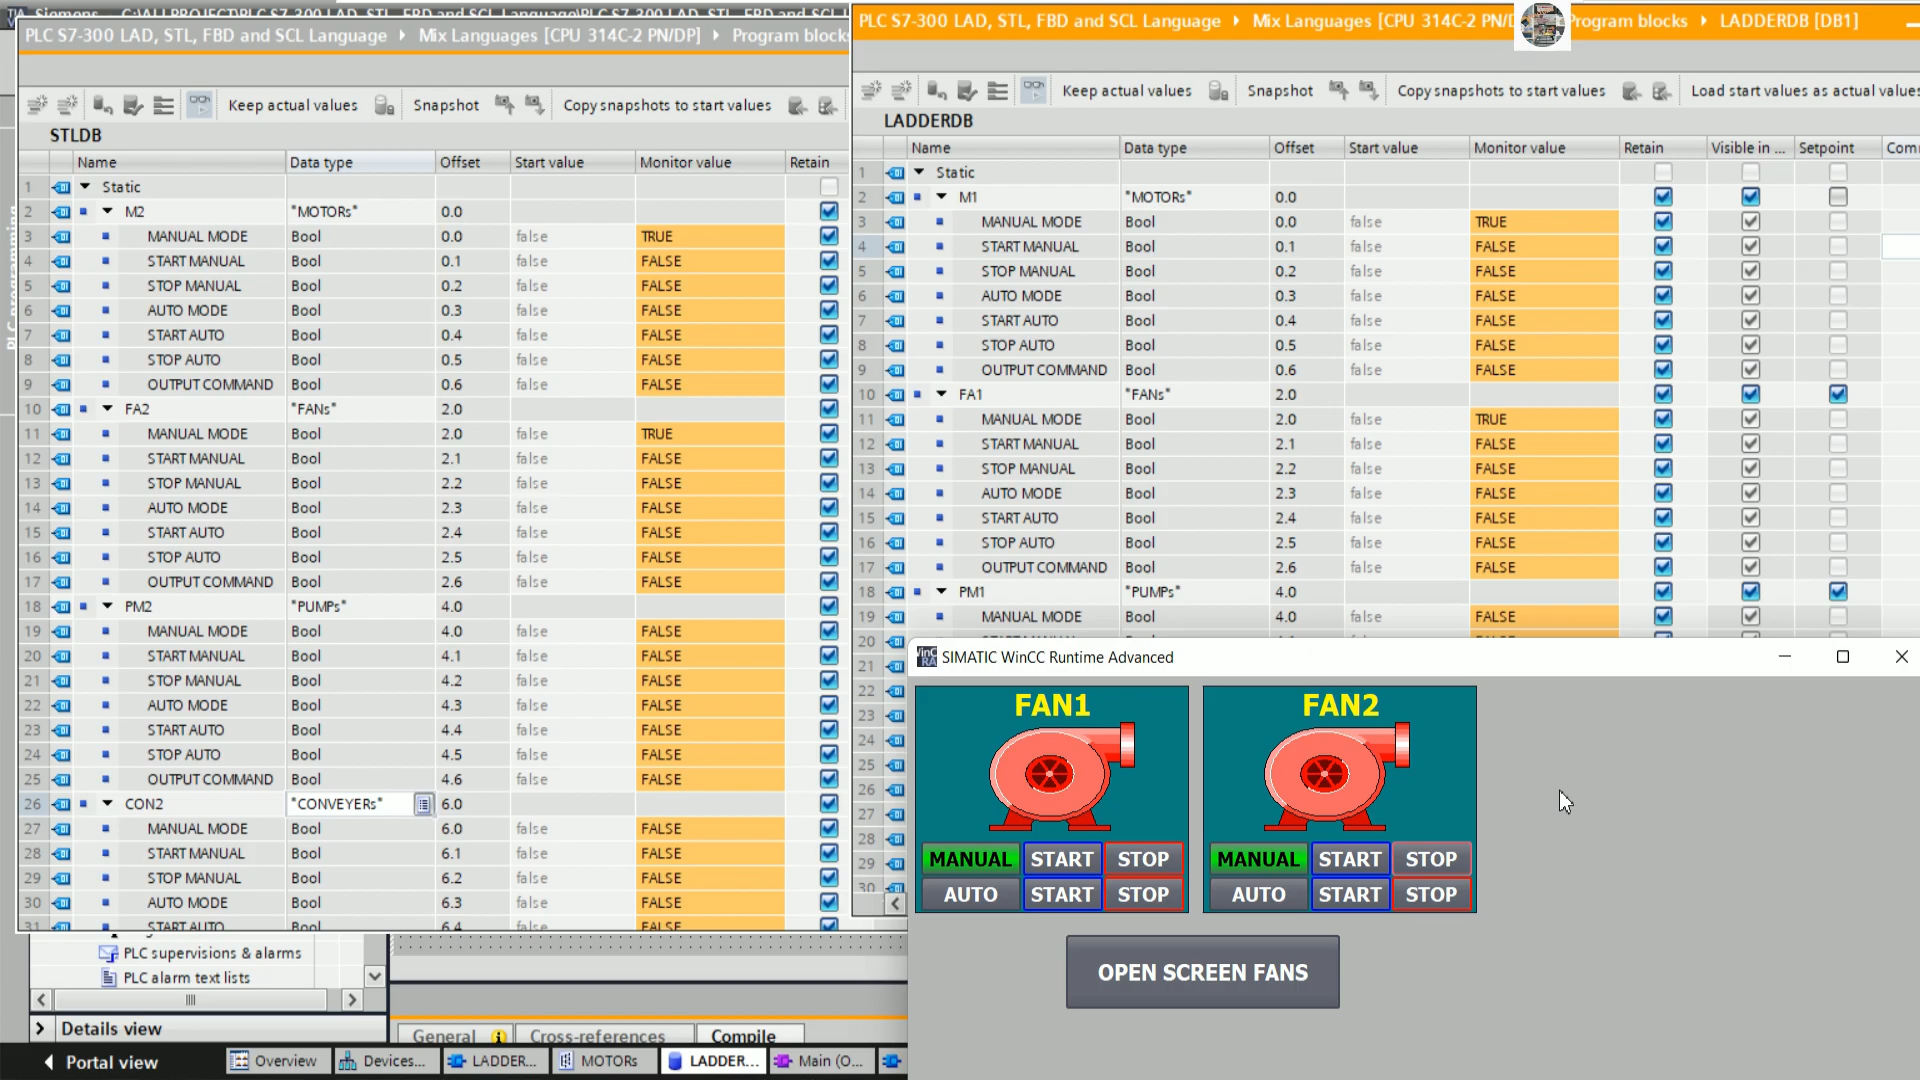 PLC S7-300 LAD, STL, FBD and SCL Language ▸ Mix Languages [CPU 314C-2 PN/DP] ▸ Program blocks
Keep actual values Snapshot Copy snapshots to start values
STLDB
Name Data type Offset Start value Monitor value Retain
1 Static
2 M2 "MOTORs" 0.0
3 MANUAL MODE Bool 0.0 false TRUE
4 START MANUAL Bool 0.1 false FALSE
5 STOP MANUAL Bool 0.2 false FALSE
6 AUTO MODE Bool 0.3 false FALSE
7 START AUTO Bool 0.4 false FALSE
8 STOP AUTO Bool 0.5 false FALSE
9 OUTPUT COMMAND Bool 0.6 false FALSE
10 FA2 "FANs" 2.0
11 MANUAL MODE Bool 2.0 false TRUE
12 START MANUAL Bool 2.1 false FALSE
13 STOP MANUAL Bool 2.2 false FALSE
14 AUTO MODE Bool 2.3 false FALSE
15 START AUTO Bool 2.4 false FALSE
16 STOP AUTO Bool 2.5 false FALSE
17 OUTPUT COMMAND Bool 2.6 false FALSE
18 PM2 "PUMPs" 4.0
19 MANUAL MODE Bool 4.0 false FALSE
20 START MANUAL Bool 4.1 false FALSE
21 STOP MANUAL Bool 4.2 false FALSE
22 AUTO MODE Bool 4.3 false FALSE
23 START AUTO Bool 4.4 false FALSE
24 STOP AUTO Bool 4.5 false FALSE
25 OUTPUT COMMAND Bool 4.6 false FALSE
26 CON2 "CONVEYERs" 6.0
27 MANUAL MODE Bool 6.0 false FALSE
28 START MANUAL Bool 6.1 false FALSE
29 STOP MANUAL Bool 6.2 false FALSE
30 AUTO MODE Bool 6.3 false FALSE
31 START AUTO Bool 6.4 false FALSE
PLC S7-300 LAD, STL, FBD and SCL Language ▸ Mix Languages [CPU 314C-2 PN/D Program blocks ▸ LADDERDB [DB1]
Keep actual values Snapshot Copy snapshots to start values Load start values as actual values
LADDERDB
Name Data type Offset Start value Monitor value Retain Visible in ... Setpoint Com
1 Static
2 M1 "MOTORs" 0.0
3 MANUAL MODE Bool 0.0 false TRUE
4 START MANUAL Bool 0.1 false FALSE
5 STOP MANUAL Bool 0.2 false FALSE
6 AUTO MODE Bool 0.3 false FALSE
7 START AUTO Bool 0.4 false FALSE
8 STOP AUTO Bool 0.5 false FALSE
9 OUTPUT COMMAND Bool 0.6 false FALSE
10 FA1 "FANs" 2.0
11 MANUAL MODE Bool 2.0 false TRUE
12 START MANUAL Bool 2.1 false FALSE
13 STOP MANUAL Bool 2.2 false FALSE
14 AUTO MODE Bool 2.3 false FALSE
15 START AUTO Bool 2.4 false FALSE
16 STOP AUTO Bool 2.5 false FALSE
17 OUTPUT COMMAND Bool 2.6 false FALSE
18 PM1 "PUMPs" 4.0
19 MANUAL MODE Bool 4.0 false FALSE
20
21
22
23
24
25
26
27
28
29
30
SIMATIC WinCC Runtime Advanced
FAN1 FAN2
MANUAL START STOP MANUAL START STOP
AUTO START STOP AUTO START STOP
OPEN SCREEN FANS
PLC programming
PLC supervisions & alarms
PLC alarm text lists
Details view
General Cross-references Compile
Portal view Overview Devices... LADDER... MOTORs LADDER... Main (O...